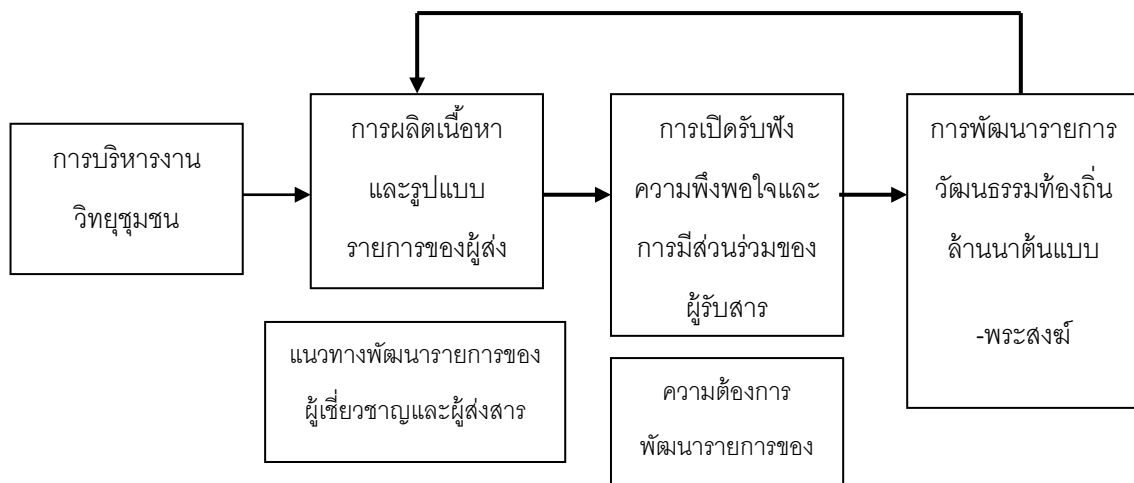 การบริหารงาน
วิทยุชุมชน
การผลิตเนื้อหา
และรูปแบบ
รายการของผู้ส่ง
การเปิดรับฟัง
ความพึงพอใจและ
การมีส่วนร่วมของ
ผู้รับสาร
การพัฒนารายการ
วัฒนธรรมท้องถิ่น
ล้านนาต้นแบบ
-พระสงฆ์
แนวทางพัฒนารายการของ
ผู้เชี่ยวชาญและผู้ส่งสาร
ความต้องการ
พัฒนารายการของ